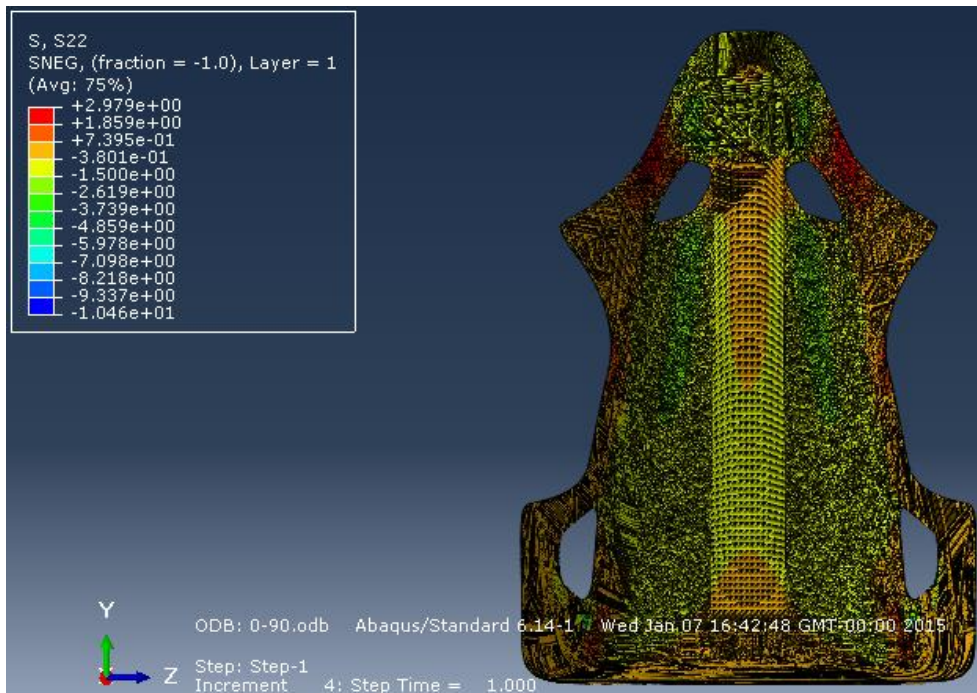 S, S22
SNEG, (fraction = -1.0), Layer = 1
(Avg: 75%)
+2.979e+00
+1.859e+00
+7.395e-01
-3.801e-01
-1.500e+00
-2.619e+00
-3.739e+00
-4.859e+00
-5.978e+00
-7.098e+00
-8.218e+00
-9.337e+00
-1.046e+01
Y
Z
ODB: 0-90.odb Abaqus/Standard 6.14-1 Wed Jan 07 16:42:48 GMT-00:00 2015
Step: Step-1
Increment 4: Step Time = 1.000